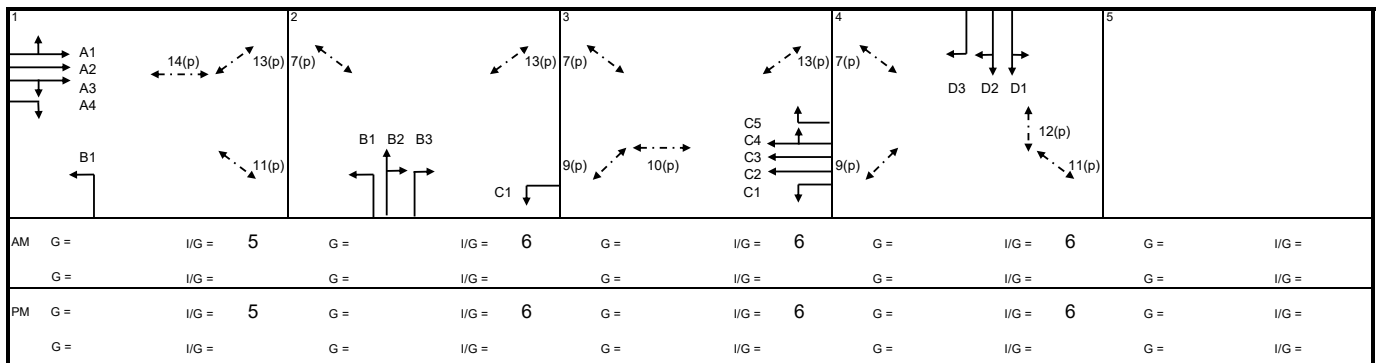 1 2 3 4 5
A1
A2
A3
A4
14(p) 13(p) 7(p) 13(p) 7(p) 13(p) 7(p)
D3 D2 D1
B1
11(p)
B1 B2 B3
C1
9(p) 10(p)
C5
C4
C3
C2
C1
9(p)
12(p)
11(p)
AM G = I/G = 5 G = I/G = 6 G = I/G = 6 G = I/G = 6 G = I/G =
G = I/G = G = I/G = G = I/G = G = I/G = G = I/G =
PM G = I/G = 5 G = I/G = 6 G = I/G = 6 G = I/G = 6 G = I/G =
G = I/G = G = I/G = G = I/G = G = I/G = G = I/G =